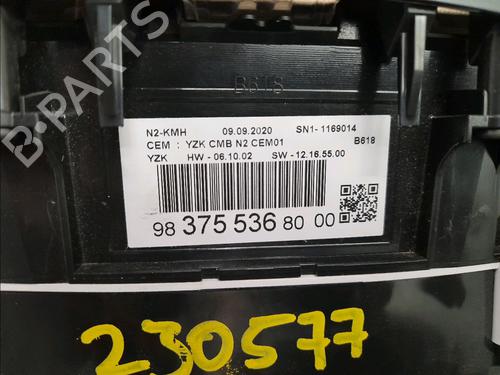 B-PARTS
B618
N2-KMH 09.09.2020 SN1- 1169014
CEM : YZK CMB N2 CEM01 B618
YZK HW - 06.10.02 SW - 12.16.55.00
98 375 536 80 00
230577